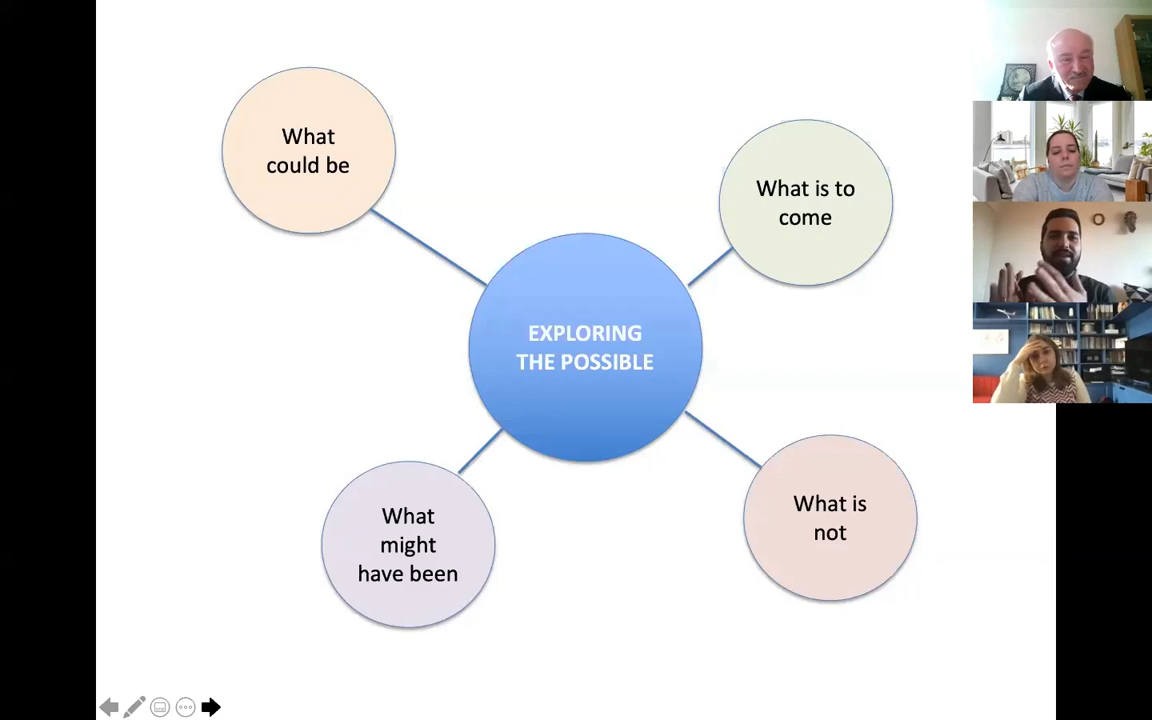 What
could be
What is to
come
EXPLORING
THE POSSIBLE
What
might
have been
What is
not